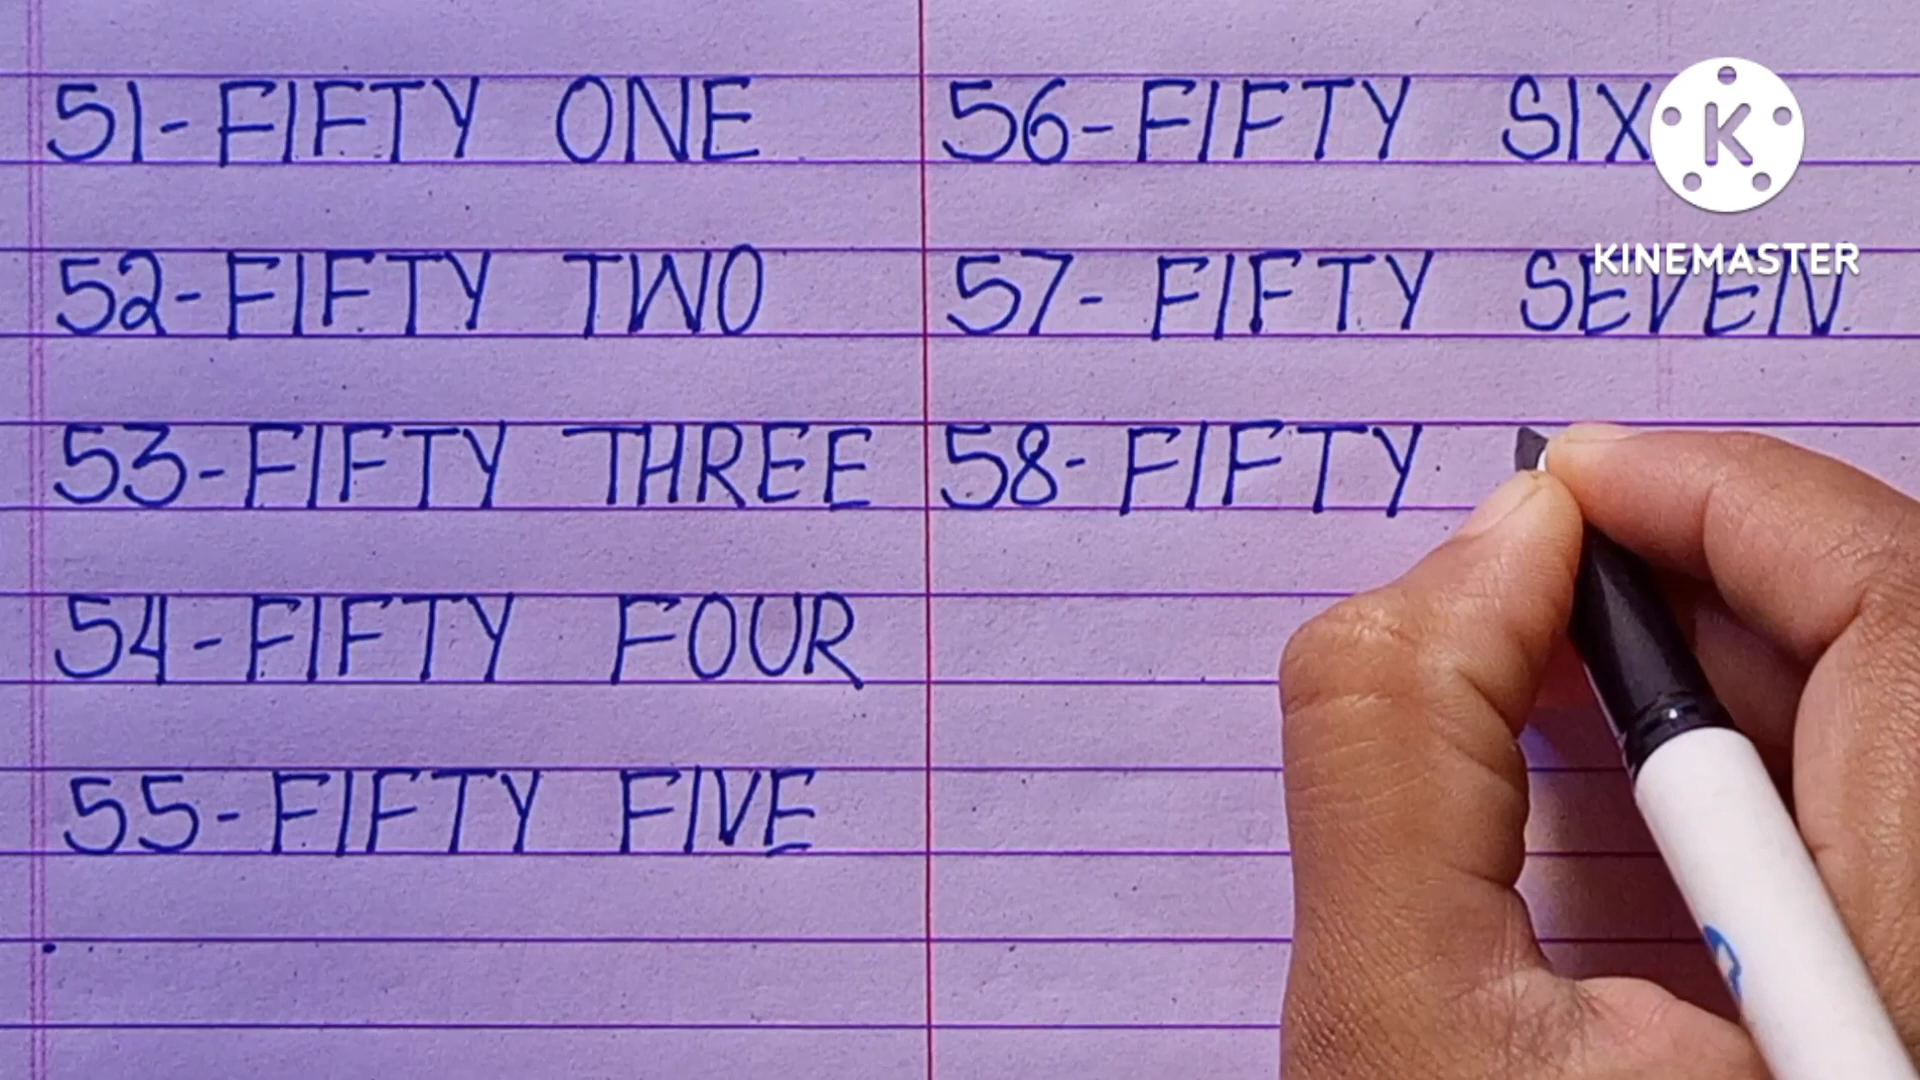 51-FIFTY ONE
52-FIFTY TWO
53-FIFTY THREE
54-FIFTY FOUR
55-FIFTY FIVE
56-FIFTY SIX
57-FIFTY SEVEN
58-FIFTY
K
KINEMASTER